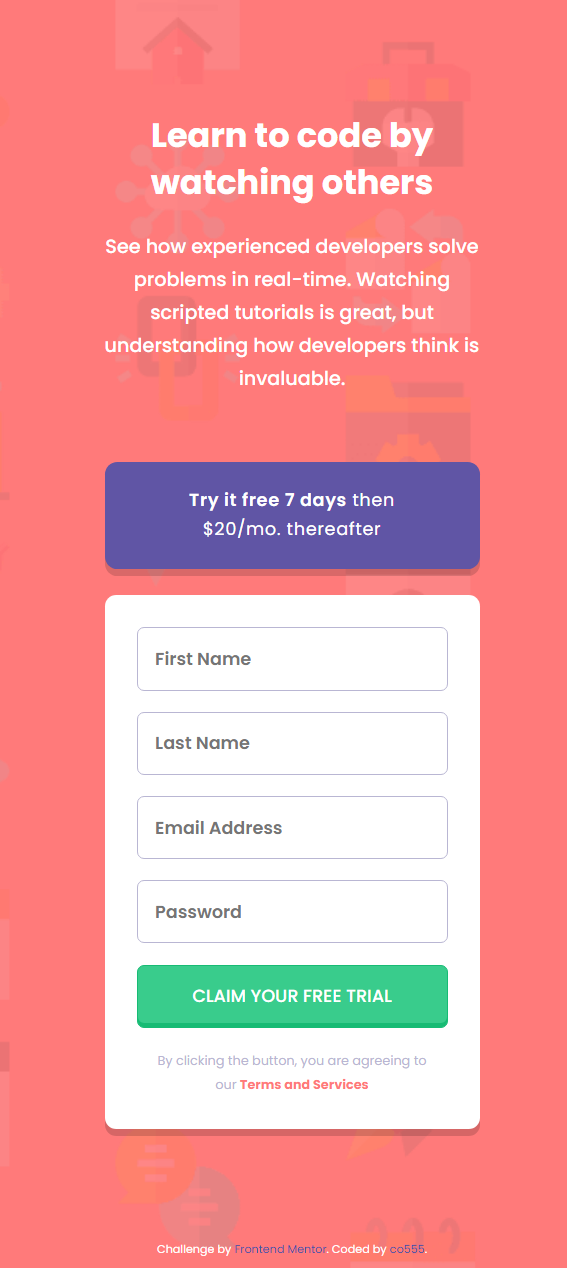 Learn to code by
watching others
See how experienced developers solve
problems in real-time. Watching
scripted tutorials is great, but
understanding how developers think is
invaluable.
Try it free 7 days then
$20/mo. thereafter
First Name
Last Name
Email Address
Password
CLAIM YOUR FREE TRIAL
By clicking the button, you are agreeing to
our Terms and Services
Challenge by Frontend Mentor. Coded by co555.